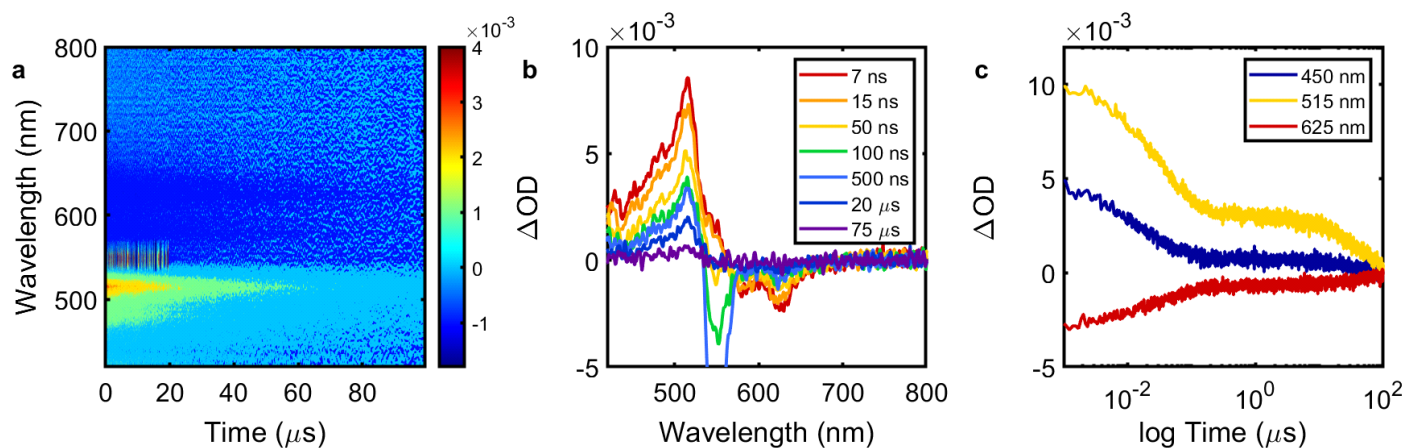 a
Wavelength (nm)
800
700
600
500
0
20
40
60
80
Time (μs)
×10⁻³
4
3
2
1
0
-1
b
×10⁻³
ΔOD
10
5
0
-5
500
600
700
800
Wavelength (nm)
7 ns
15 ns
50 ns
100 ns
500 ns
20 μs
75 μs
c
×10⁻³
ΔOD
10
5
0
-5
10⁻²
10⁰
10²
log Time (μs)
450 nm
515 nm
625 nm